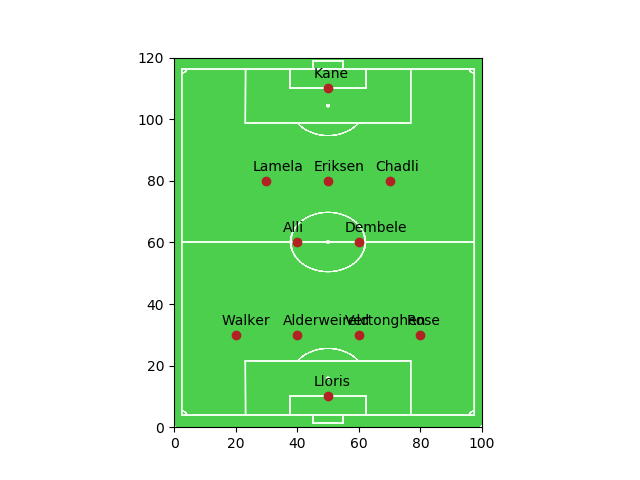 120
Kane
100
Lamela Eriksen Chadli
80
Alli Dembele
60
40
Walker Alderweireld Vertonghen Rose
20
Lloris
0
0 20 40 60 80 100